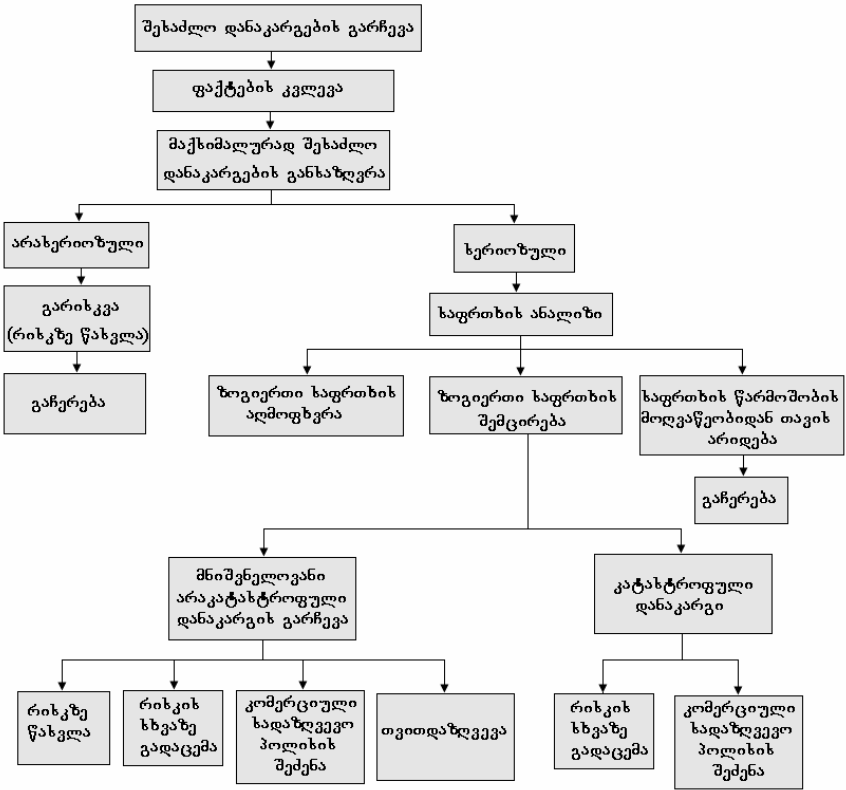 შესაძლო დანაკარგების გარჩევა
ფაქტების კვლევა
მაქსიმალურად შესაძლო
დანაკარგების განსაზღვრა
არასერიოზული
სერიოზული
გარისკვა
(რისკზე წასვლა)
საფრთხის ანალიზი
გაჩერება
ზოგიერთი საფრთხის
აღმოფხვრა
ზოგიერთი საფრთხის
შემცირება
საფრთხის წარმოშობის
მოღვაწეობიდან თავის
არიდება
გაჩერება
მნიშვნელოვანი
არაკატასტროფული
დანაკარგის გარჩევა
კატასტროფული
დანაკარგი
რისკზე
წასვლა
რისკის
სხვაზე
გადაცემა
კომერციული
სადაზღვევო
პოლისის
შეძენა
თვითდაზღვევა
რისკის
სხვაზე
გადაცემა
კომერციული
სადაზღვევო
პოლისის
შეძენა